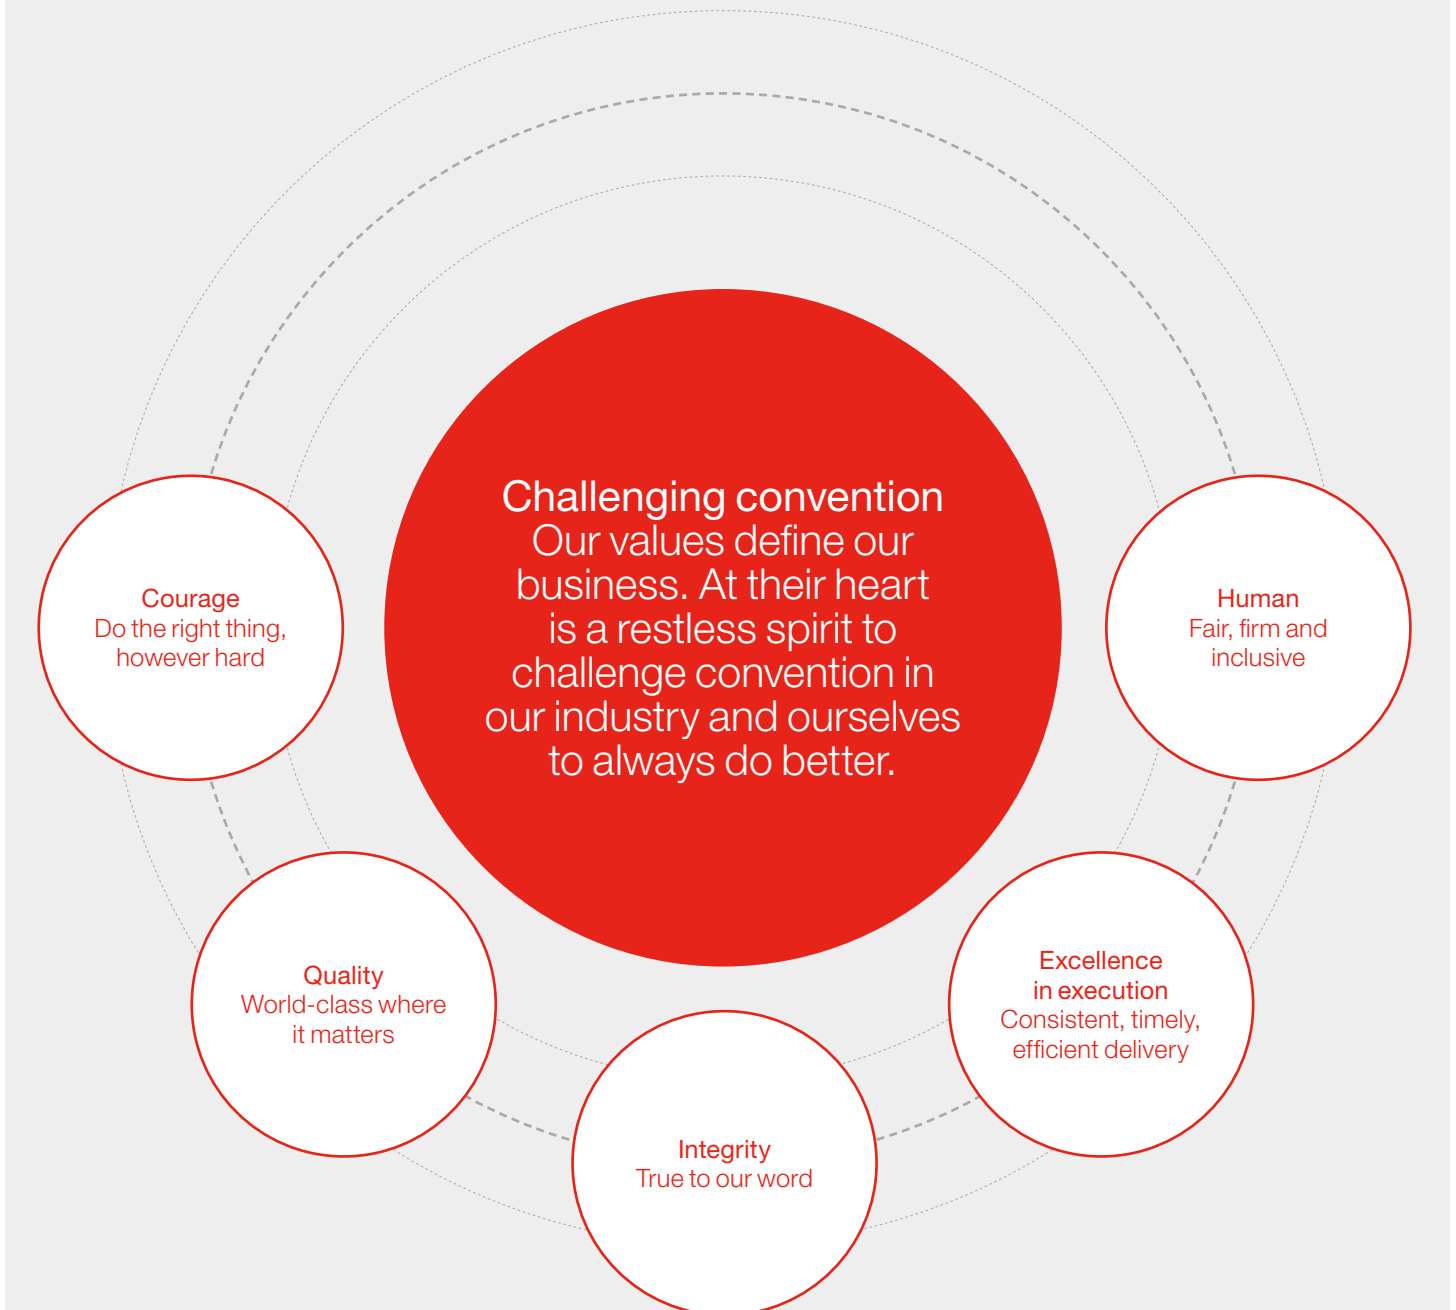 Challenging convention
Our values define our
business. At their heart
is a restless spirit to
challenge convention in
our industry and ourselves
to always do better.
Courage
Do the right thing,
however hard
Quality
World-class where
it matters
Integrity
True to our word
Excellence
in execution
Consistent, timely,
efficient delivery
Human
Fair, firm and
inclusive